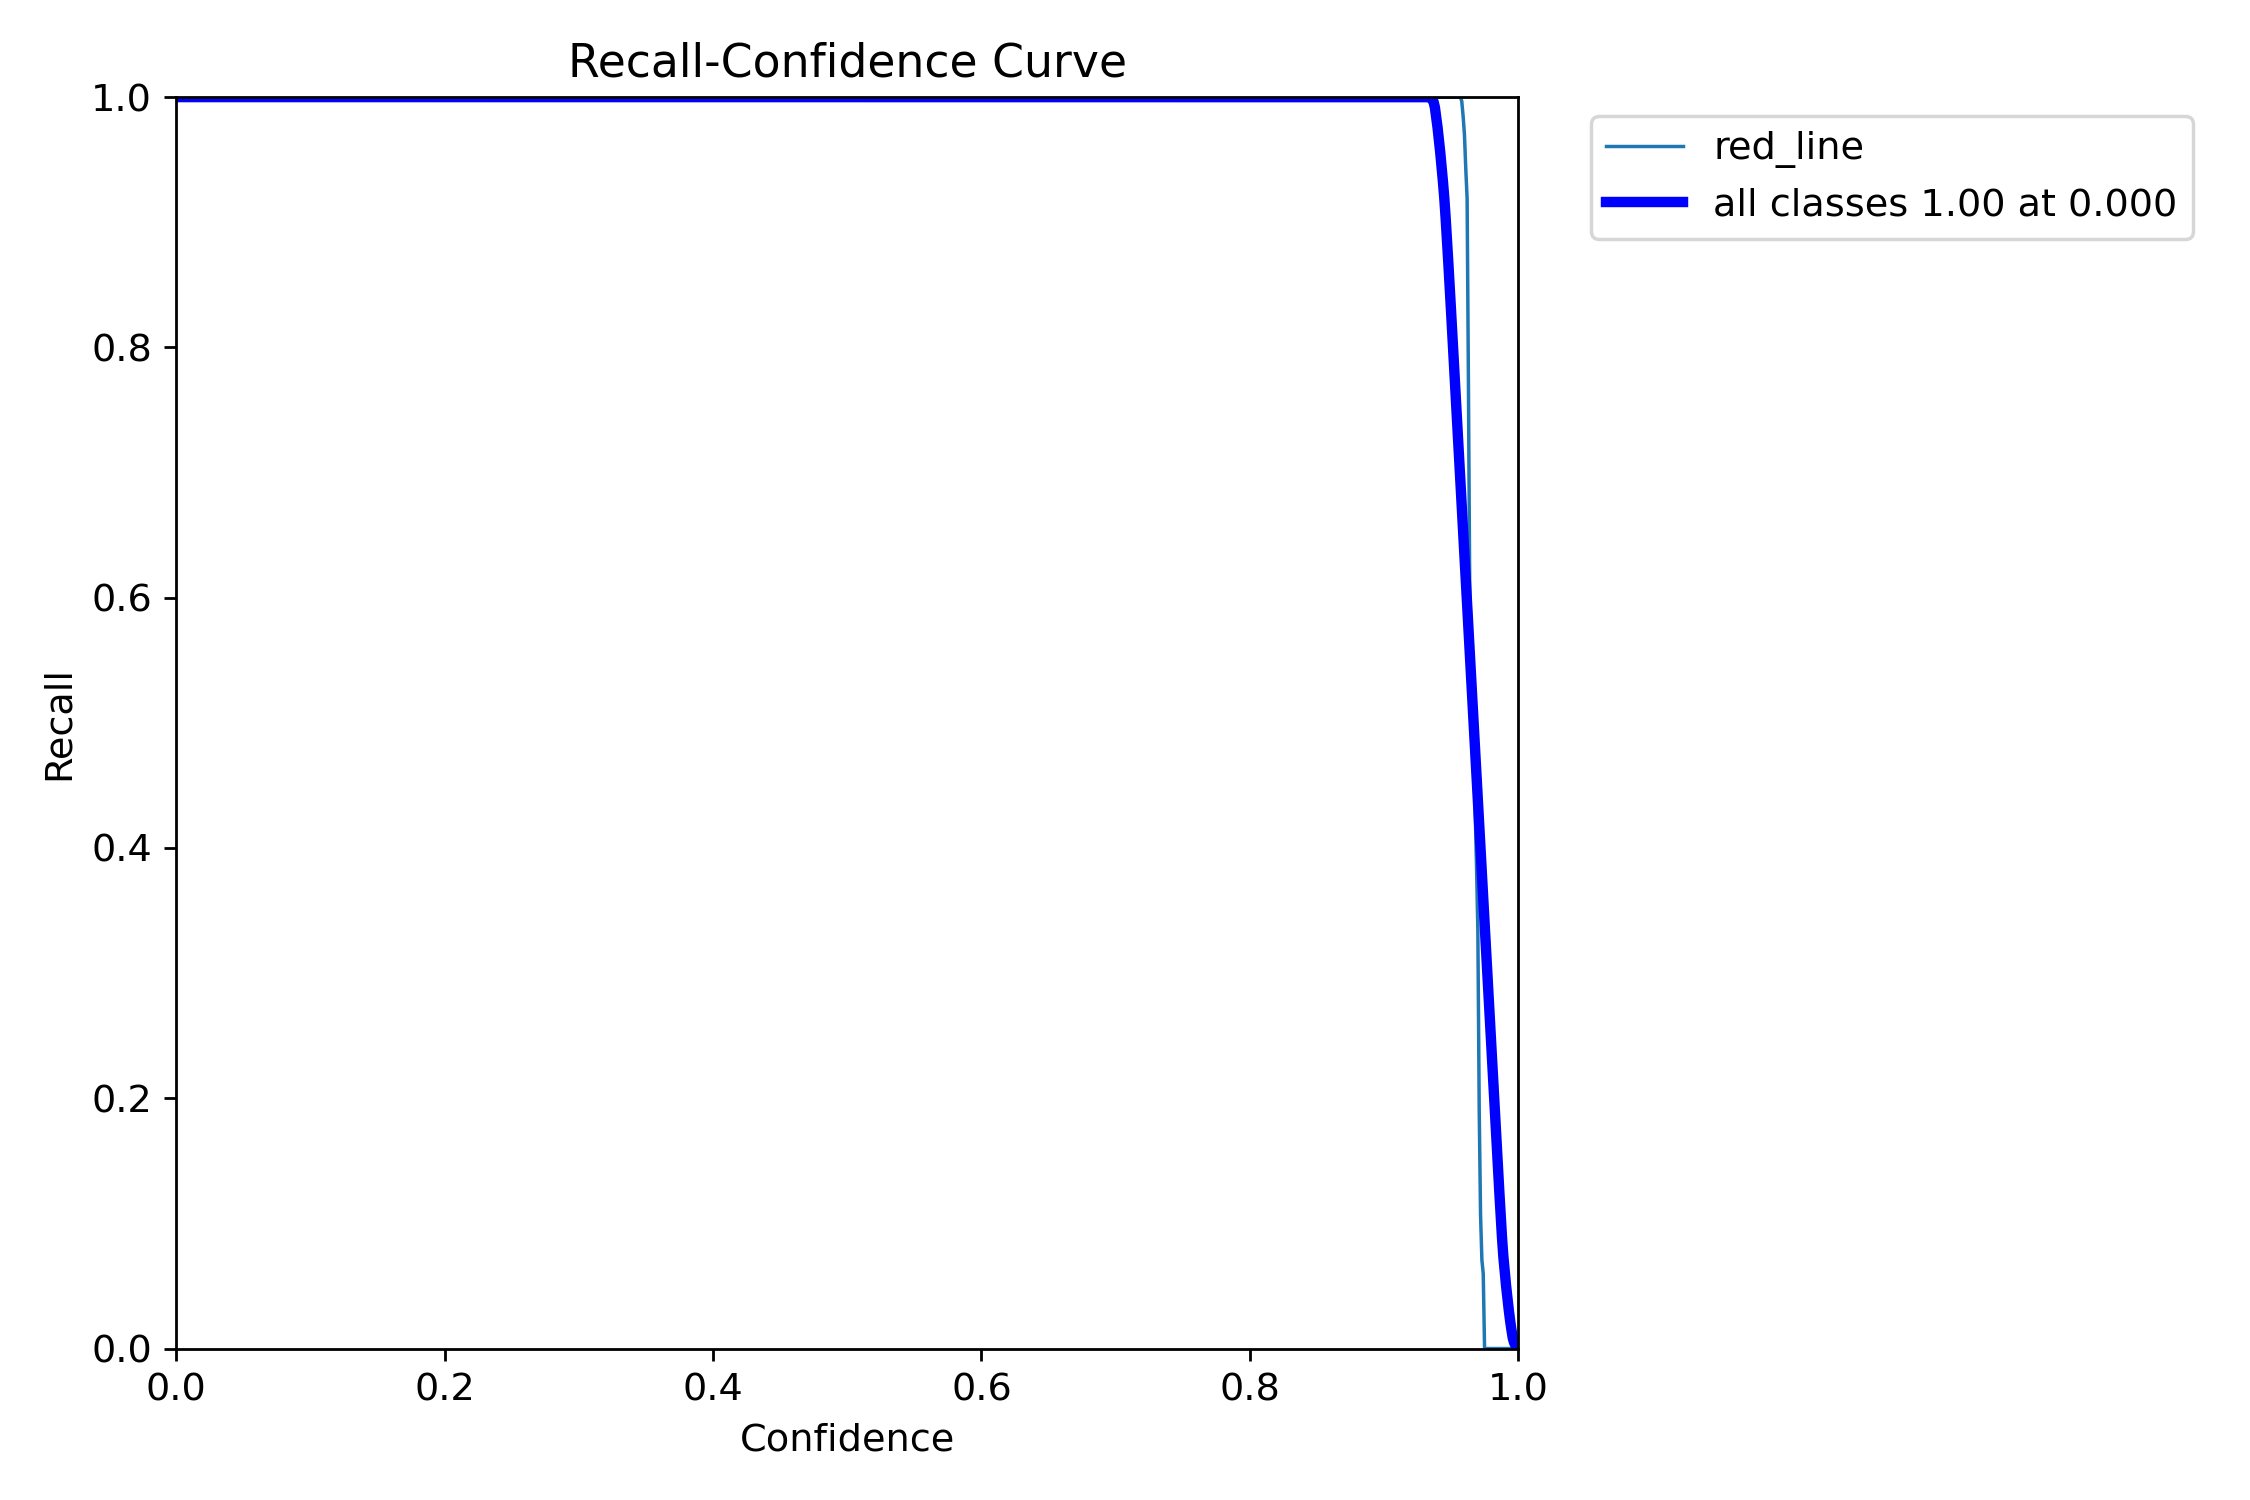 Recall-Confidence Curve
1.0
0.8
0.6
0.4
0.2
0.0
Recall
0.0 0.2 0.4 0.6 0.8 1.0
Confidence
red_line
all classes 1.00 at 0.000